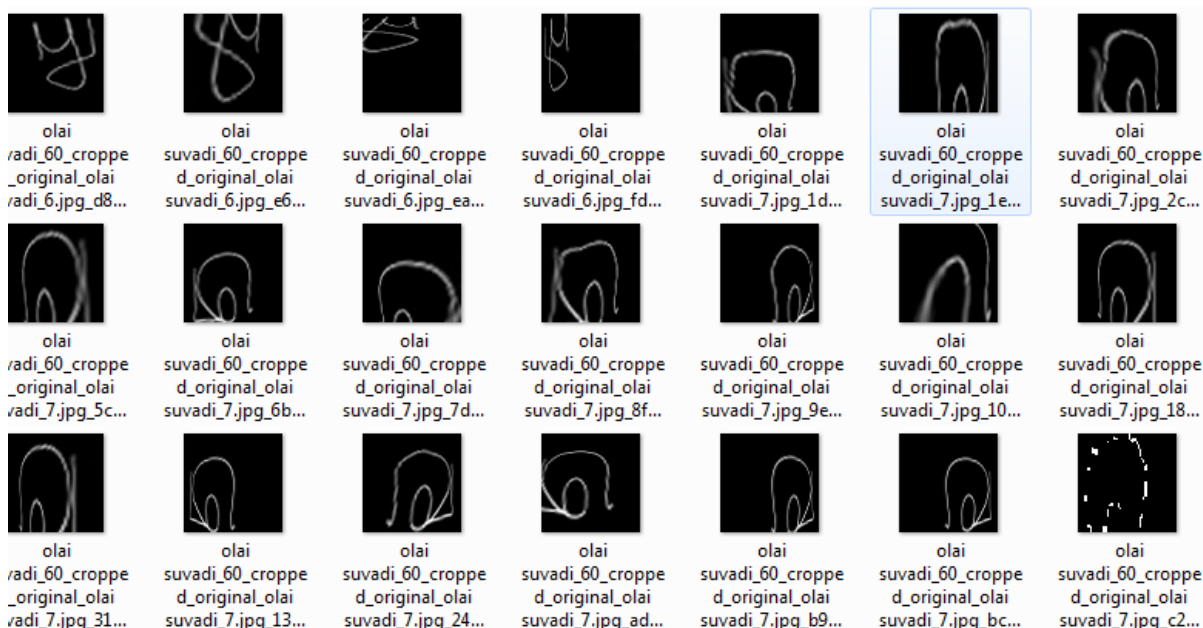 olai
vadi_60_croppe
_original_olai
vadi_6.jpg_d8...
olai
suvadi_60_croppe
d_original_olai
suvadi_6.jpg_e6...
olai
suvadi_60_croppe
d_original_olai
suvadi_6.jpg_ea...
olai
suvadi_60_croppe
d_original_olai
suvadi_6.jpg_fd...
olai
suvadi_60_croppe
d_original_olai
suvadi_7.jpg_1d...
olai
suvadi_60_croppe
d_original_olai
suvadi_7.jpg_1e...
olai
suvadi_60_croppe
d_original_olai
suvadi_7.jpg_2c...
olai
vadi_60_croppe
_original_olai
vadi_7.jpg_5c...
olai
suvadi_60_croppe
d_original_olai
suvadi_7.jpg_6b...
olai
suvadi_60_croppe
d_original_olai
suvadi_7.jpg_7d...
olai
suvadi_60_croppe
d_original_olai
suvadi_7.jpg_8f...
olai
suvadi_60_croppe
d_original_olai
suvadi_7.jpg_9e...
olai
suvadi_60_croppe
d_original_olai
suvadi_7.jpg_10...
olai
suvadi_60_croppe
d_original_olai
suvadi_7.jpg_18...
olai
vadi_60_croppe
_original_olai
vadi_7.jpg_31...
olai
suvadi_60_croppe
d_original_olai
suvadi_7.jpg_13...
olai
suvadi_60_croppe
d_original_olai
suvadi_7.jpg_24...
olai
suvadi_60_croppe
d_original_olai
suvadi_7.jpg_ad...
olai
suvadi_60_croppe
d_original_olai
suvadi_7.jpg_b9...
olai
suvadi_60_croppe
d_original_olai
suvadi_7.jpg_bc...
olai
suvadi_60_croppe
d_original_olai
suvadi_7.jpg_c2...